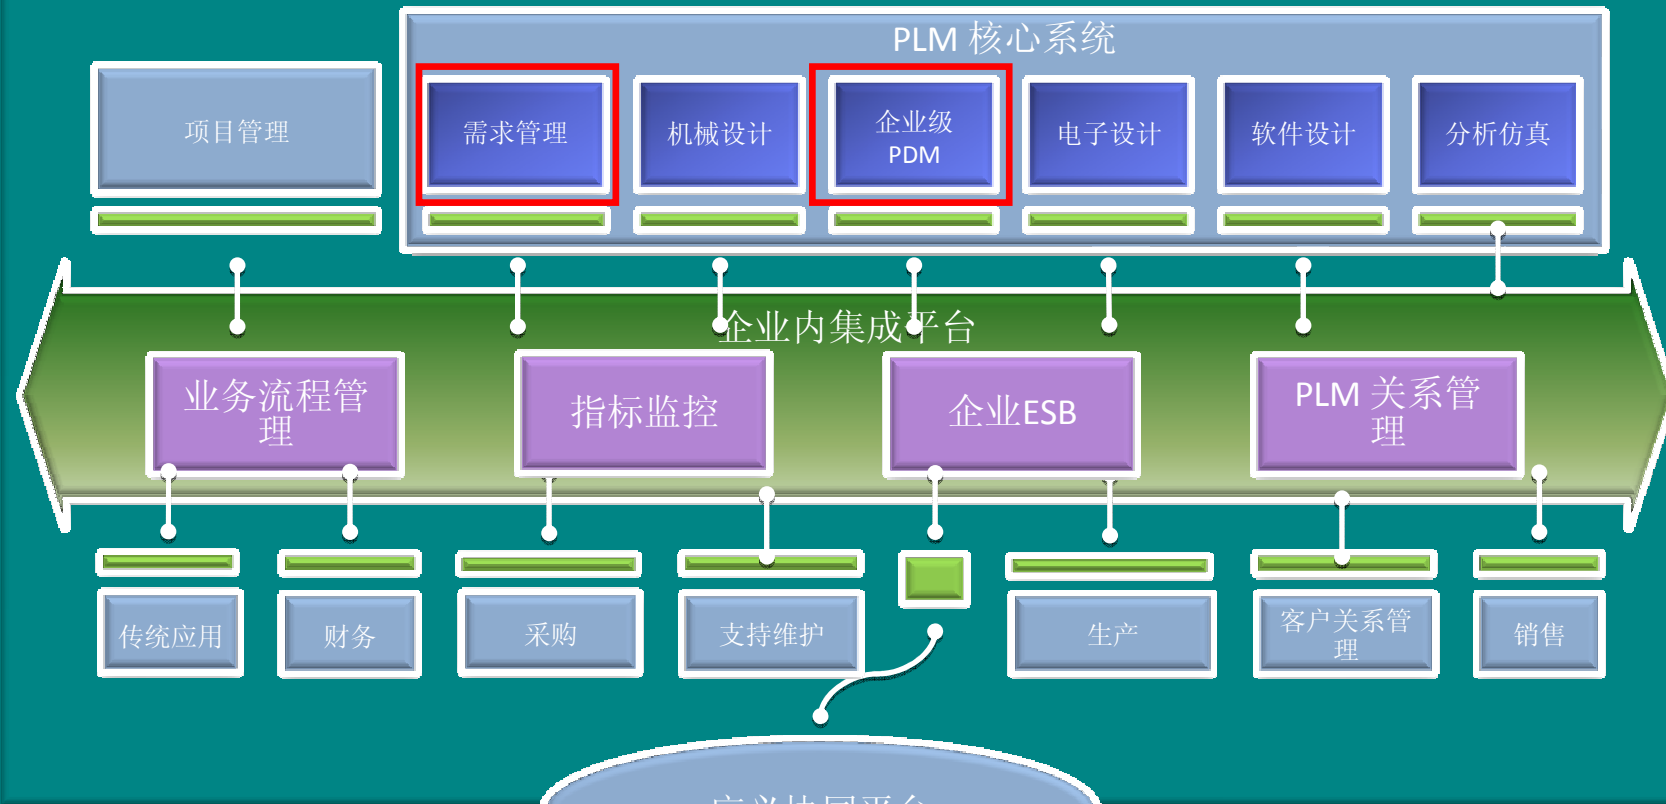 PLM 核心系统
项目管理
需求管理
机械设计
企业级
PDM
电子设计
软件设计
分析仿真
企业内集成平台
业务流程管
理
指标监控
企业ESB
PLM 关系管
理
传统应用
财务
采购
支持维护
生产
客户关系管
理
销售